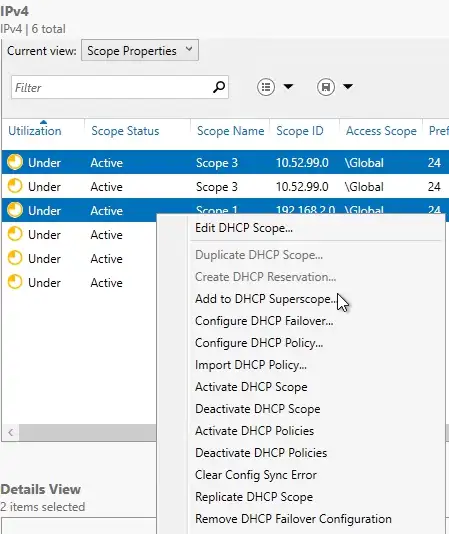 IPv4
IPv4 | 6 total
Current view: Scope Properties
Filter
Utilization Scope Status Scope Name Scope ID Access Scope Pref
Under Active Scope 3 10.52.99.0 \Global 24
Under Active Scope 3 10.52.99.0 \Global 24
Under Active Scope 1 192.168.2.0 \Global 24
Under Active
Under Active
Under Active
Edit DHCP Scope...
Duplicate DHCP Scope...
Create DHCP Reservation...
Add to DHCP Superscope...
Configure DHCP Failover...
Configure DHCP Policy...
Import DHCP Policy...
Activate DHCP Scope
Deactivate DHCP Scope
Activate DHCP Policies
Deactivate DHCP Policies
Clear Config Sync Error
Replicate DHCP Scope
Remove DHCP Failover Configuration
Details View
2 items selected